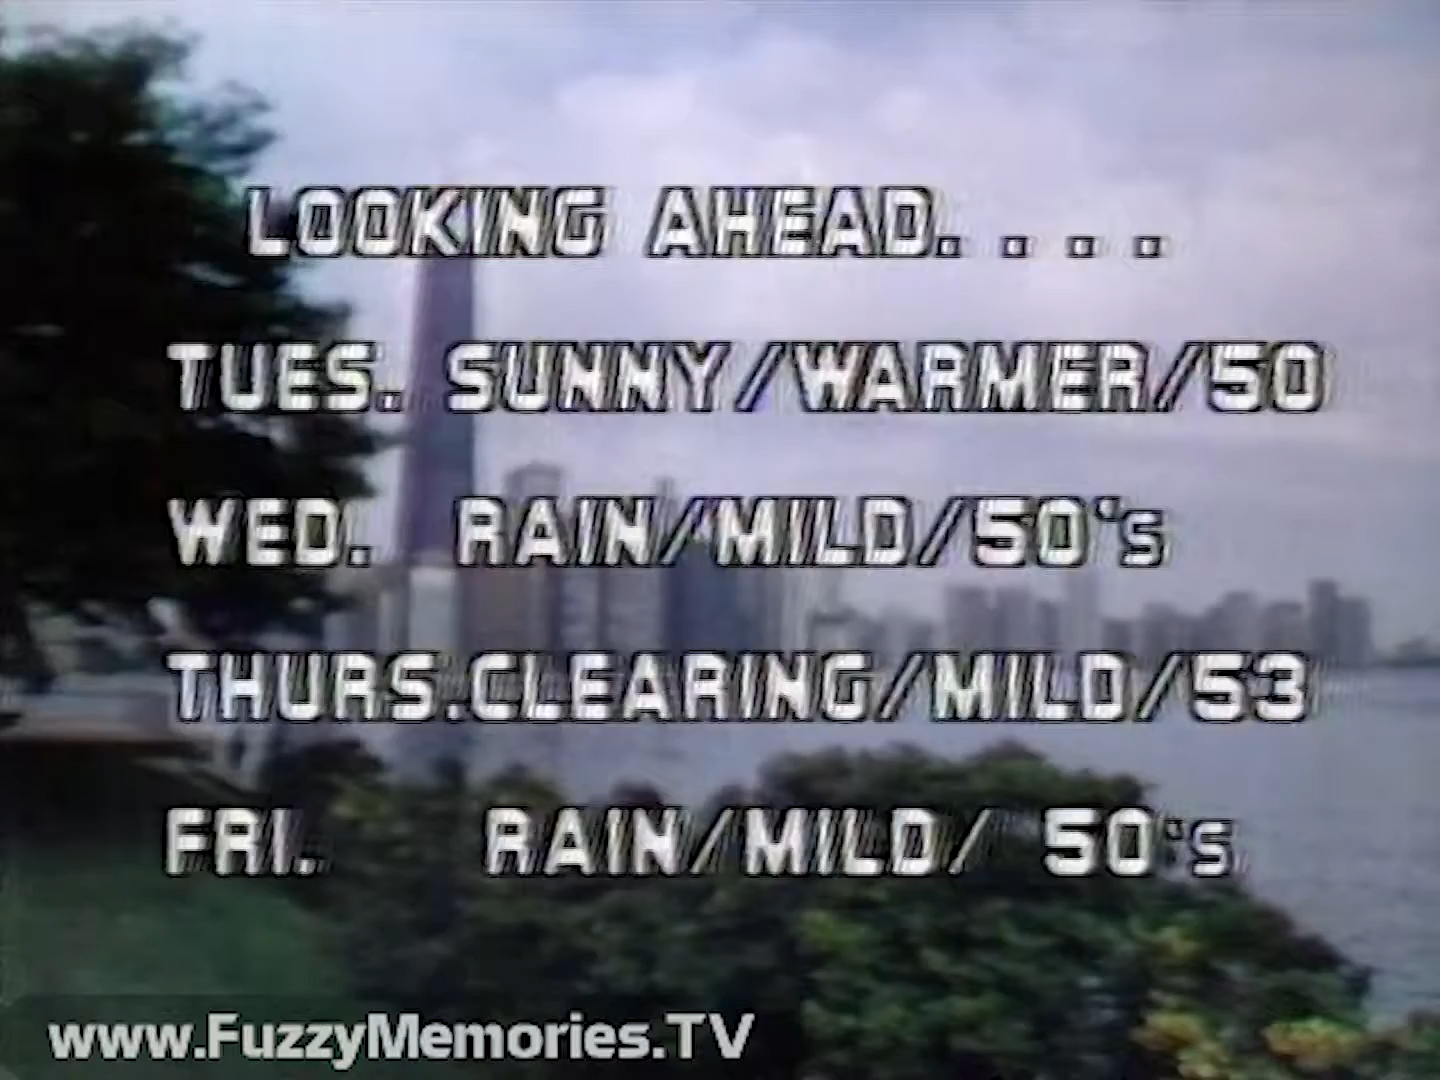 LOOKING AHEAD....
TUES. SUNNY/WARMER/50
WED. RAIN/MILD/50's
THURS.CLEARING/MILD/53
FRI. RAIN/MILD/ 50's
www.FuzzyMemories.TV